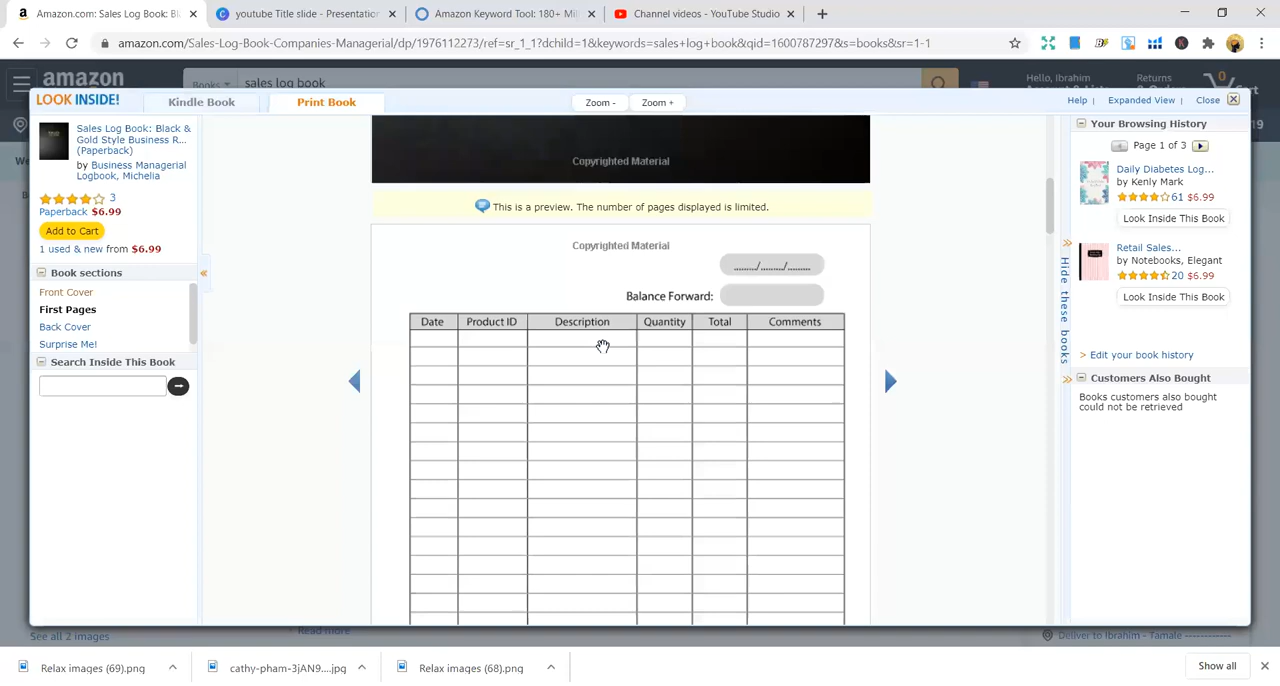 Amazon.com: Sales Log Book: Bl
youtube Title slide - Presentation
Amazon Keyword Tool: 180+ Mil
Channel videos - YouTube Studio
amazon.com/Sales-Log-Book-Companies-Managerial/dp/1676112273/ref=sr_1_1?dchild=1&keywords=sales+log+book&qid=1600787297&s=books&sr=1-1
amazon
Books
sales log book
Hello, Ibrahim
Returns
0
LOOK INSIDE!
Kindle Book
Print Book
Zoom -
Zoom +
Help |
Expanded View |
Close
Sales Log Book: Black &
Gold Style Business R...
(Paperback)
by Business Managerial
Logbook, Michelia
3
Paperback $6.99
Add to Cart
1 used & new from $6.99
Book sections
Front Cover
First Pages
Back Cover
Surprise Me!
Search Inside This Book
Copyrighted Material
This is a preview. The number of pages displayed is limited.
Copyrighted Material
........./........./.........
Balance Forward:
Date
Product ID
Description
Quantity
Total
Comments
Hide these books
Your Browsing History
Page 1 of 3
Daily Diabetes Log...
by Kenly Mark
61 $6.99
Look Inside This Book
Retail Sales...
by Notebooks, Elegant
20 $6.99
Look Inside This Book
> Edit your book history
Customers Also Bought
Books customers also bought
could not be retrieved
See all 2 images
Read more
Deliver to Ibrahim - Tamale
Relax images (69).png
cathy-pham-3jAN9....jpg
Relax images (68).png
Show all